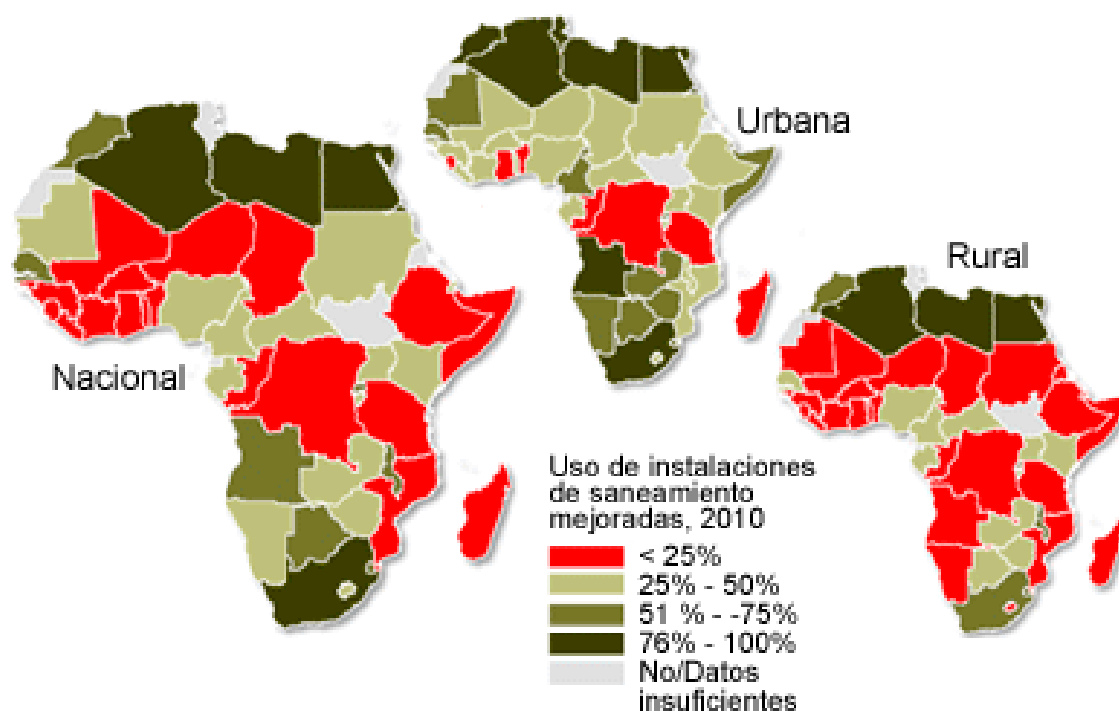 Urbana
Rural
Nacional
Uso de instalaciones
de saneamiento
mejoradas, 2010
< 25%
25% - 50%
51 % - -75%
76% - 100%
No/Datos
insuficientes